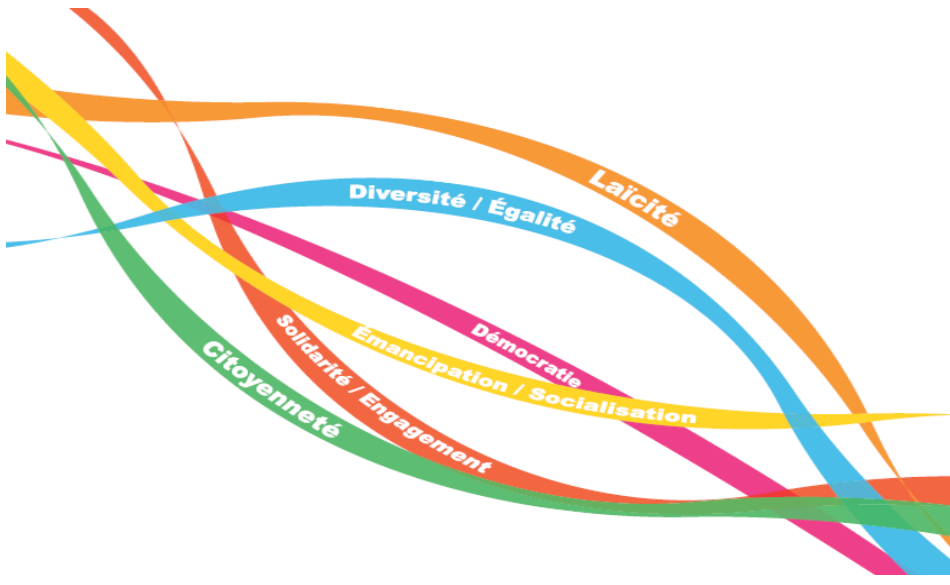 Laïcité
Diversité / Égalité
Démocratie
Émancipation / Socialisation
Solidarité / Engagement
Citoyenneté